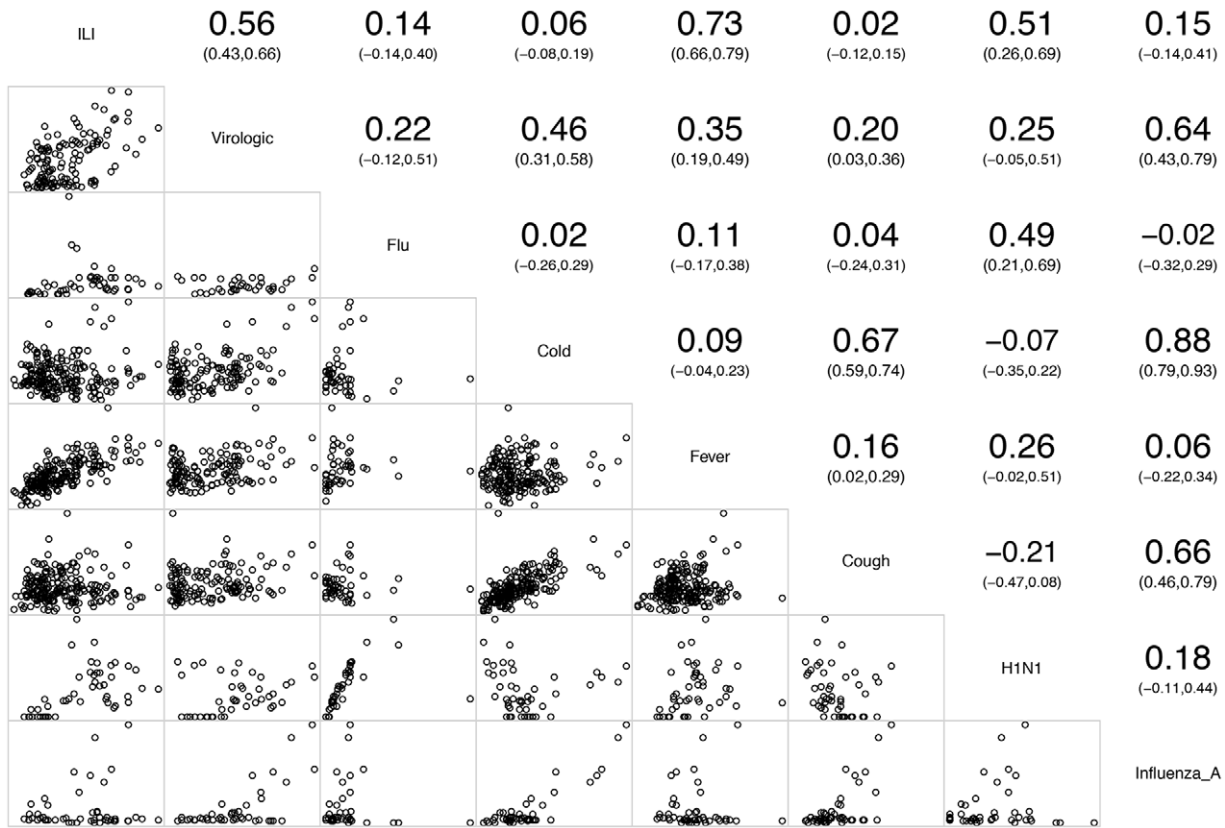 ILI 0.56 0.14 0.06 0.73 0.02 0.51 0.15
(0.43,0.66) (−0.14,0.40) (−0.08,0.19) (0.66,0.79) (−0.12,0.15) (0.26,0.69) (−0.14,0.41)
Virologic 0.22 0.46 0.35 0.20 0.25 0.64
(−0.12,0.51) (0.31,0.58) (0.19,0.49) (0.03,0.36) (−0.05,0.51) (0.43,0.79)
Flu 0.02 0.11 0.04 0.49 −0.02
(−0.26,0.29) (−0.17,0.38) (−0.24,0.31) (0.21,0.69) (−0.32,0.29)
Cold 0.09 0.67 −0.07 0.88
(−0.04,0.23) (0.59,0.74) (−0.35,0.22) (0.79,0.93)
Fever 0.16 0.26 0.06
(0.02,0.29) (−0.02,0.51) (−0.22,0.34)
Cough −0.21 0.66
(−0.47,0.08) (0.46,0.79)
H1N1 0.18
(−0.11,0.44)
Influenza_A